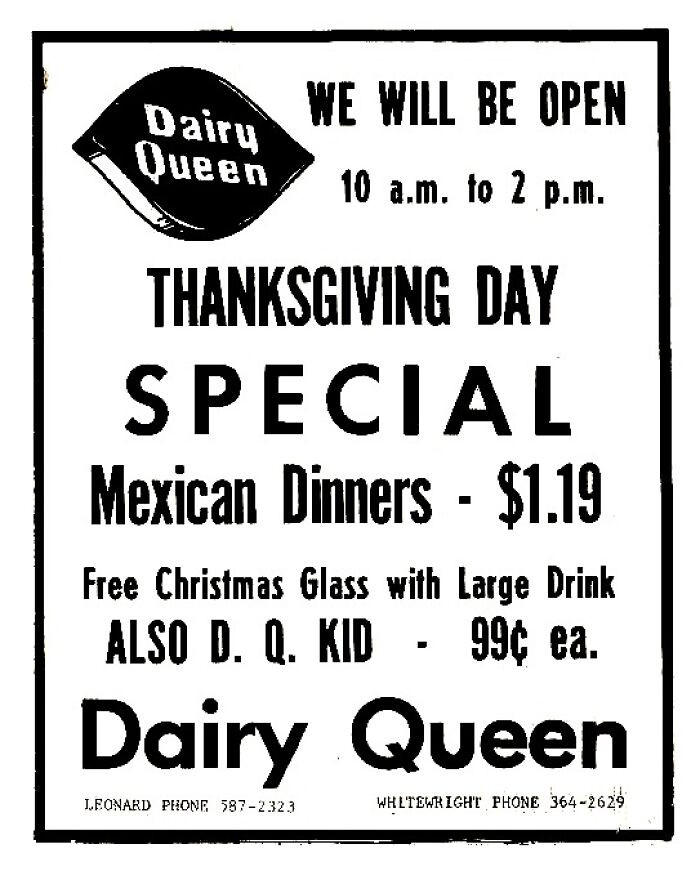 Dairy
Queen
WE WILL BE OPEN
10 a.m. to 2 p.m.
THANKSGIVING DAY
SPECIAL
Mexican Dinners - $1.19
Free Christmas Glass with Large Drink
ALSO D. Q. KID - 99¢ ea.
Dairy Queen
LEONARD PHONE 587-2323
WHITEWRIGHT PHONE 364-2629